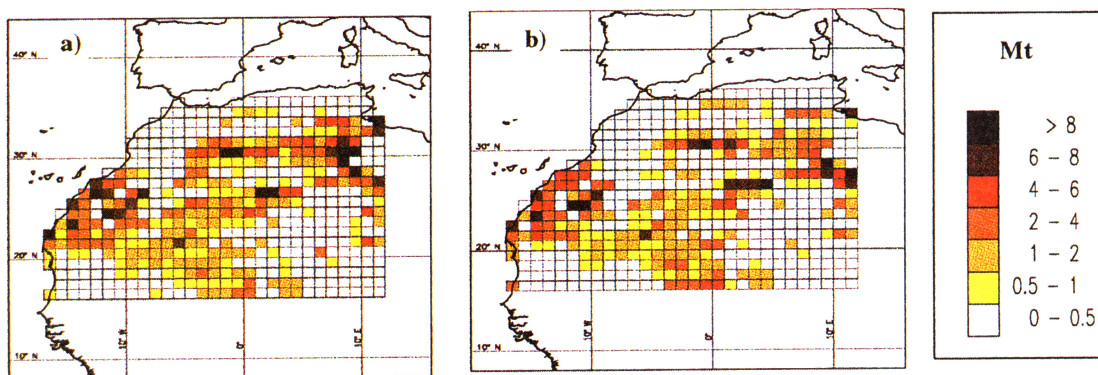 a)
40° N
30° N
20° N
10° N
10° W
0°
10° E
b)
40° N
30° N
20° N
10° N
10° W
0°
10° E
Mt
> 8
6 – 8
4 – 6
2 – 4
1 – 2
0.5 – 1
0 – 0.5